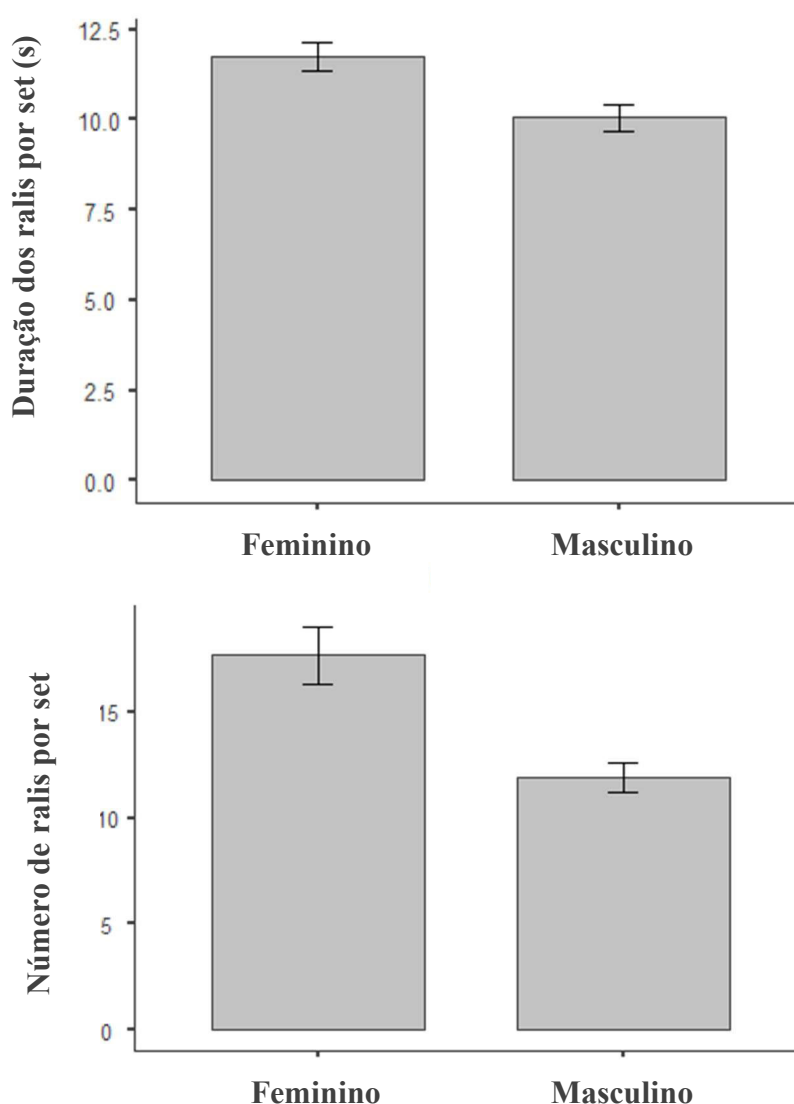 Duração dos ralis por set (s)
12.5
10.0
7.5
5.0
2.5
0.0
Feminino Masculino
Número de ralis por set
15
10
5
0
Feminino Masculino